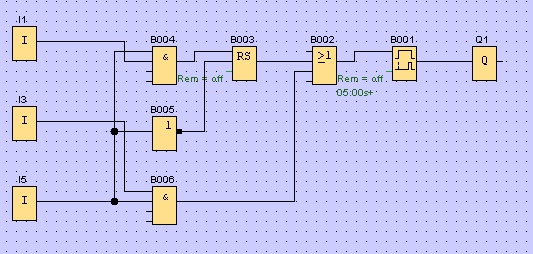 I1
I
B004
&
Rem = off
B003
RS
B002
>1
Rem = off
05:00s+
B001
Q1
Q
I3
I
B005
1
I5
I
B006
&